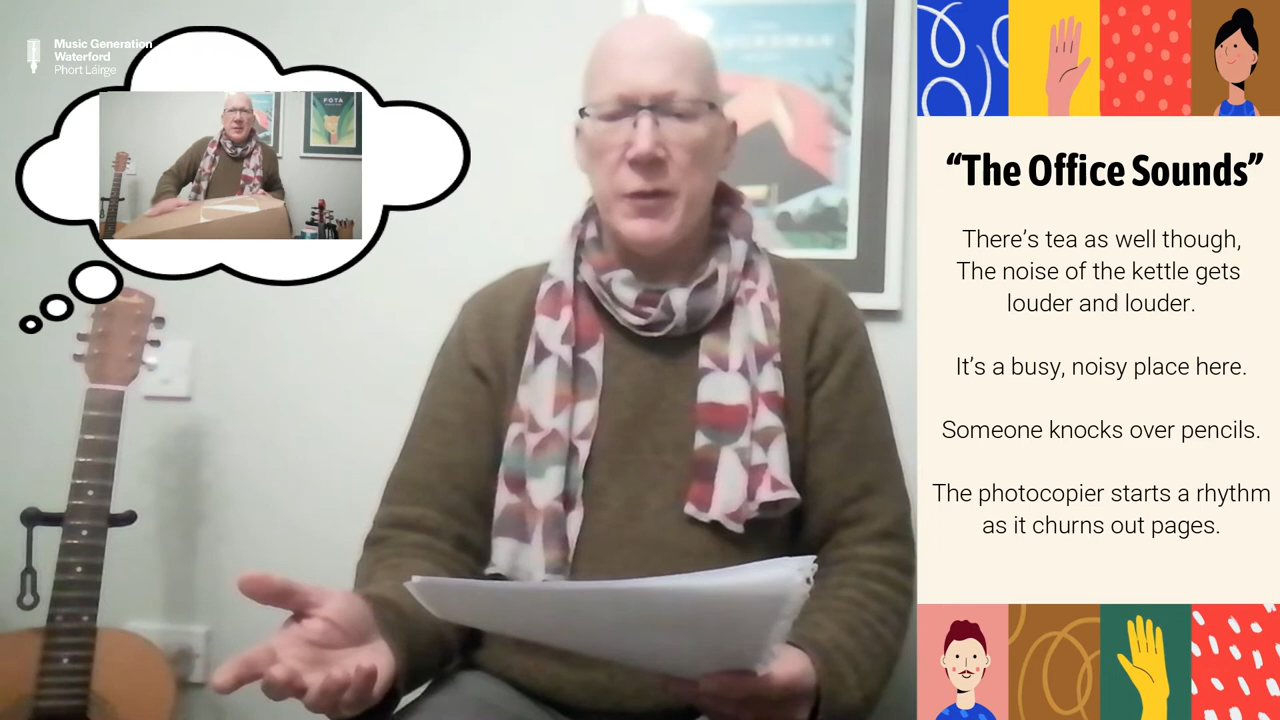 Music Generation
Waterford
Phort Láirge
FOTA
“The Office Sounds”
There’s tea as well though,
The noise of the kettle gets
louder and louder.
It’s a busy, noisy place here.
Someone knocks over pencils.
The photocopier starts a rhythm
as it churns out pages.